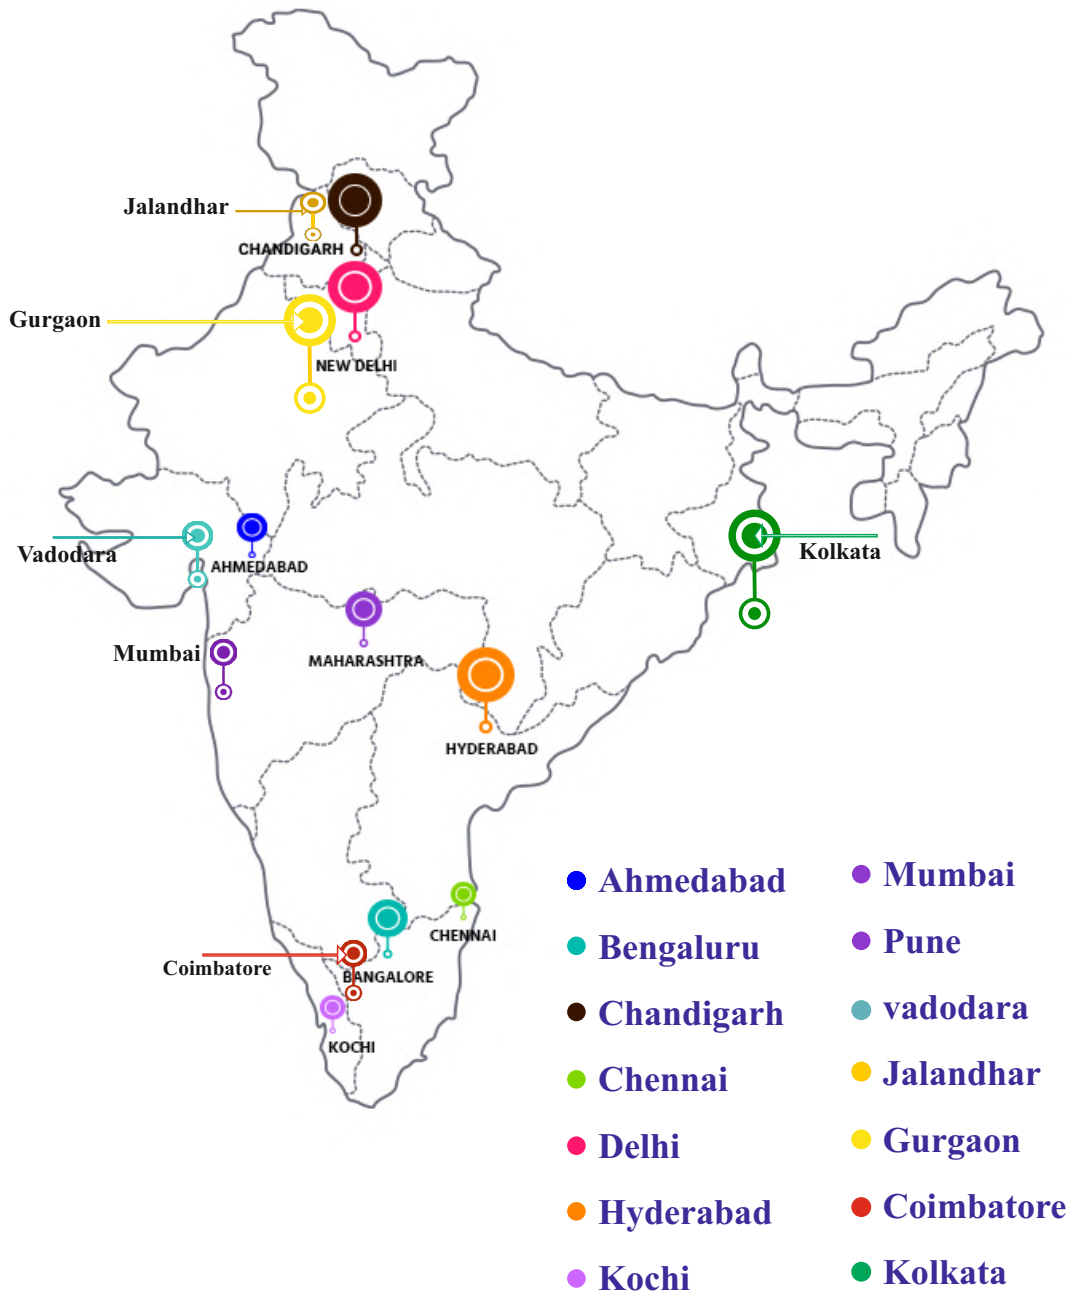 Jalandhar
CHANDIGARH
Gurgaon
NEW DELHI
Vadodara
AHMEDABAD
Kolkata
Mumbai
MAHARASHTRA
HYDERABAD
CHENNAI
Coimbatore
BANGALORE
KOCHI
Ahmedabad
Bengaluru
Chandigarh
Chennai
Delhi
Hyderabad
Kochi
Mumbai
Pune
vadodara
Jalandhar
Gurgaon
Coimbatore
Kolkata